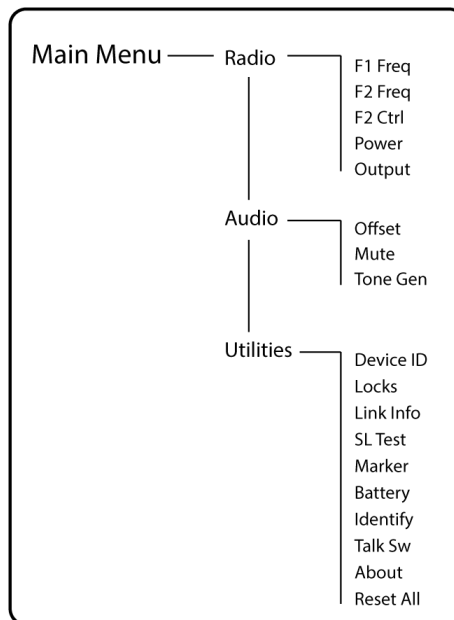 Main Menu
Radio
F1 Freq
F2 Freq
F2 Ctrl
Power
Output
Audio
Offset
Mute
Tone Gen
Utilities
Device ID
Locks
Link Info
SL Test
Marker
Battery
Identify
Talk Sw
About
Reset All